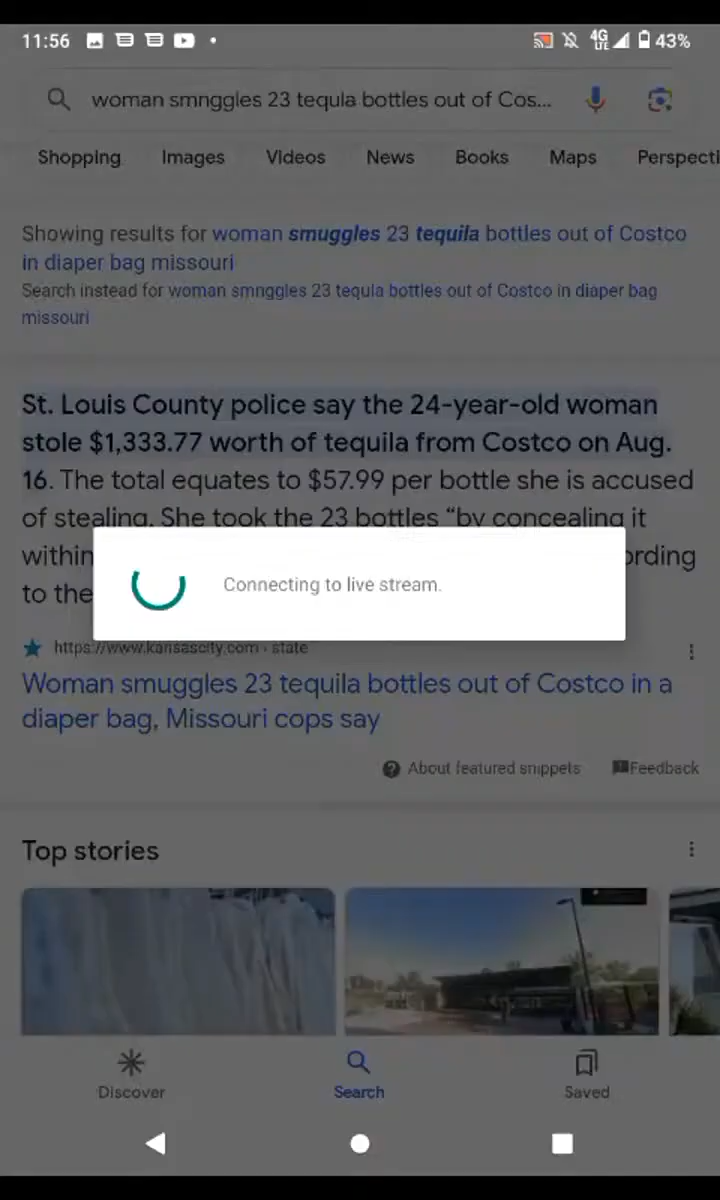 11:56
4G
LTE
43%
woman smnggles 23 tequla bottles out of Cos...
Shopping Images Videos News Books Maps Perspecti
Showing results for woman smuggles 23 tequila bottles out of Costco
in diaper bag missouri
Search instead for woman smnggles 23 tequla bottles out of Costco in diaper bag
missouri
St. Louis County police say the 24-year-old woman
stole $1,333.77 worth of tequila from Costco on Aug.
16. The total equates to $57.99 per bottle she is accused
of stealing. She took the 23 bottles “by concealing it
within rding
to the
Connecting to live stream.
https://www.kansascity.com › state
Woman smuggles 23 tequila bottles out of Costco in a
diaper bag, Missouri cops say
About featured snippets Feedback
Top stories
Discover Search Saved